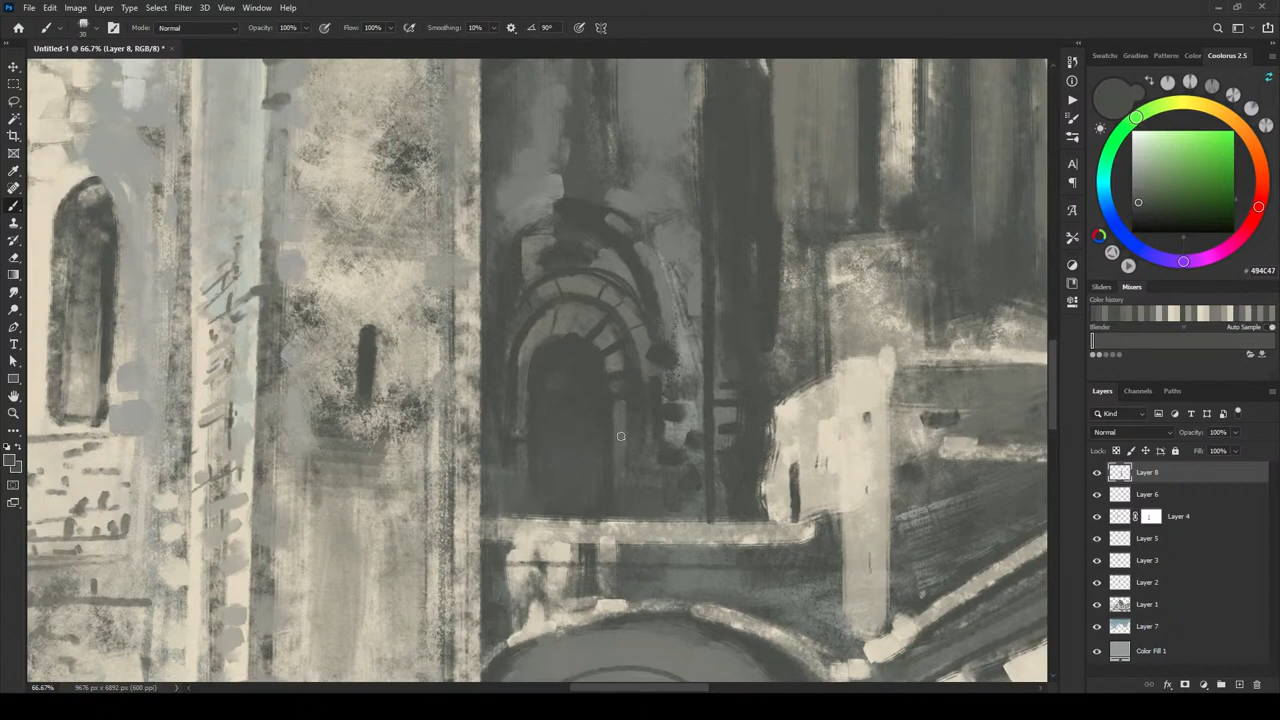 File Edit Image Layer Type Select Filter 3D View Window Help
30 Mode: Normal Opacity: 100% Flow: 100% Smoothing: 10% 90°
Untitled-1 @ 66.7% (Layer 8, RGB/8) * ×
Swatchs Gradien Pattern: Color Coolorus 2.5
# 494C47
Sliders Mixers
Color history
Blender Auto Sample
Layers Channels Paths
Kind
Normal Opacity: 100%
Lock: Fill: 100%
Layer 8
Layer 6
Layer 4
Layer 5
Layer 3
Layer 2
Layer 1
Layer 7
Color Fill 1
66.67% 9676 px x 6892 px (600 ppi)